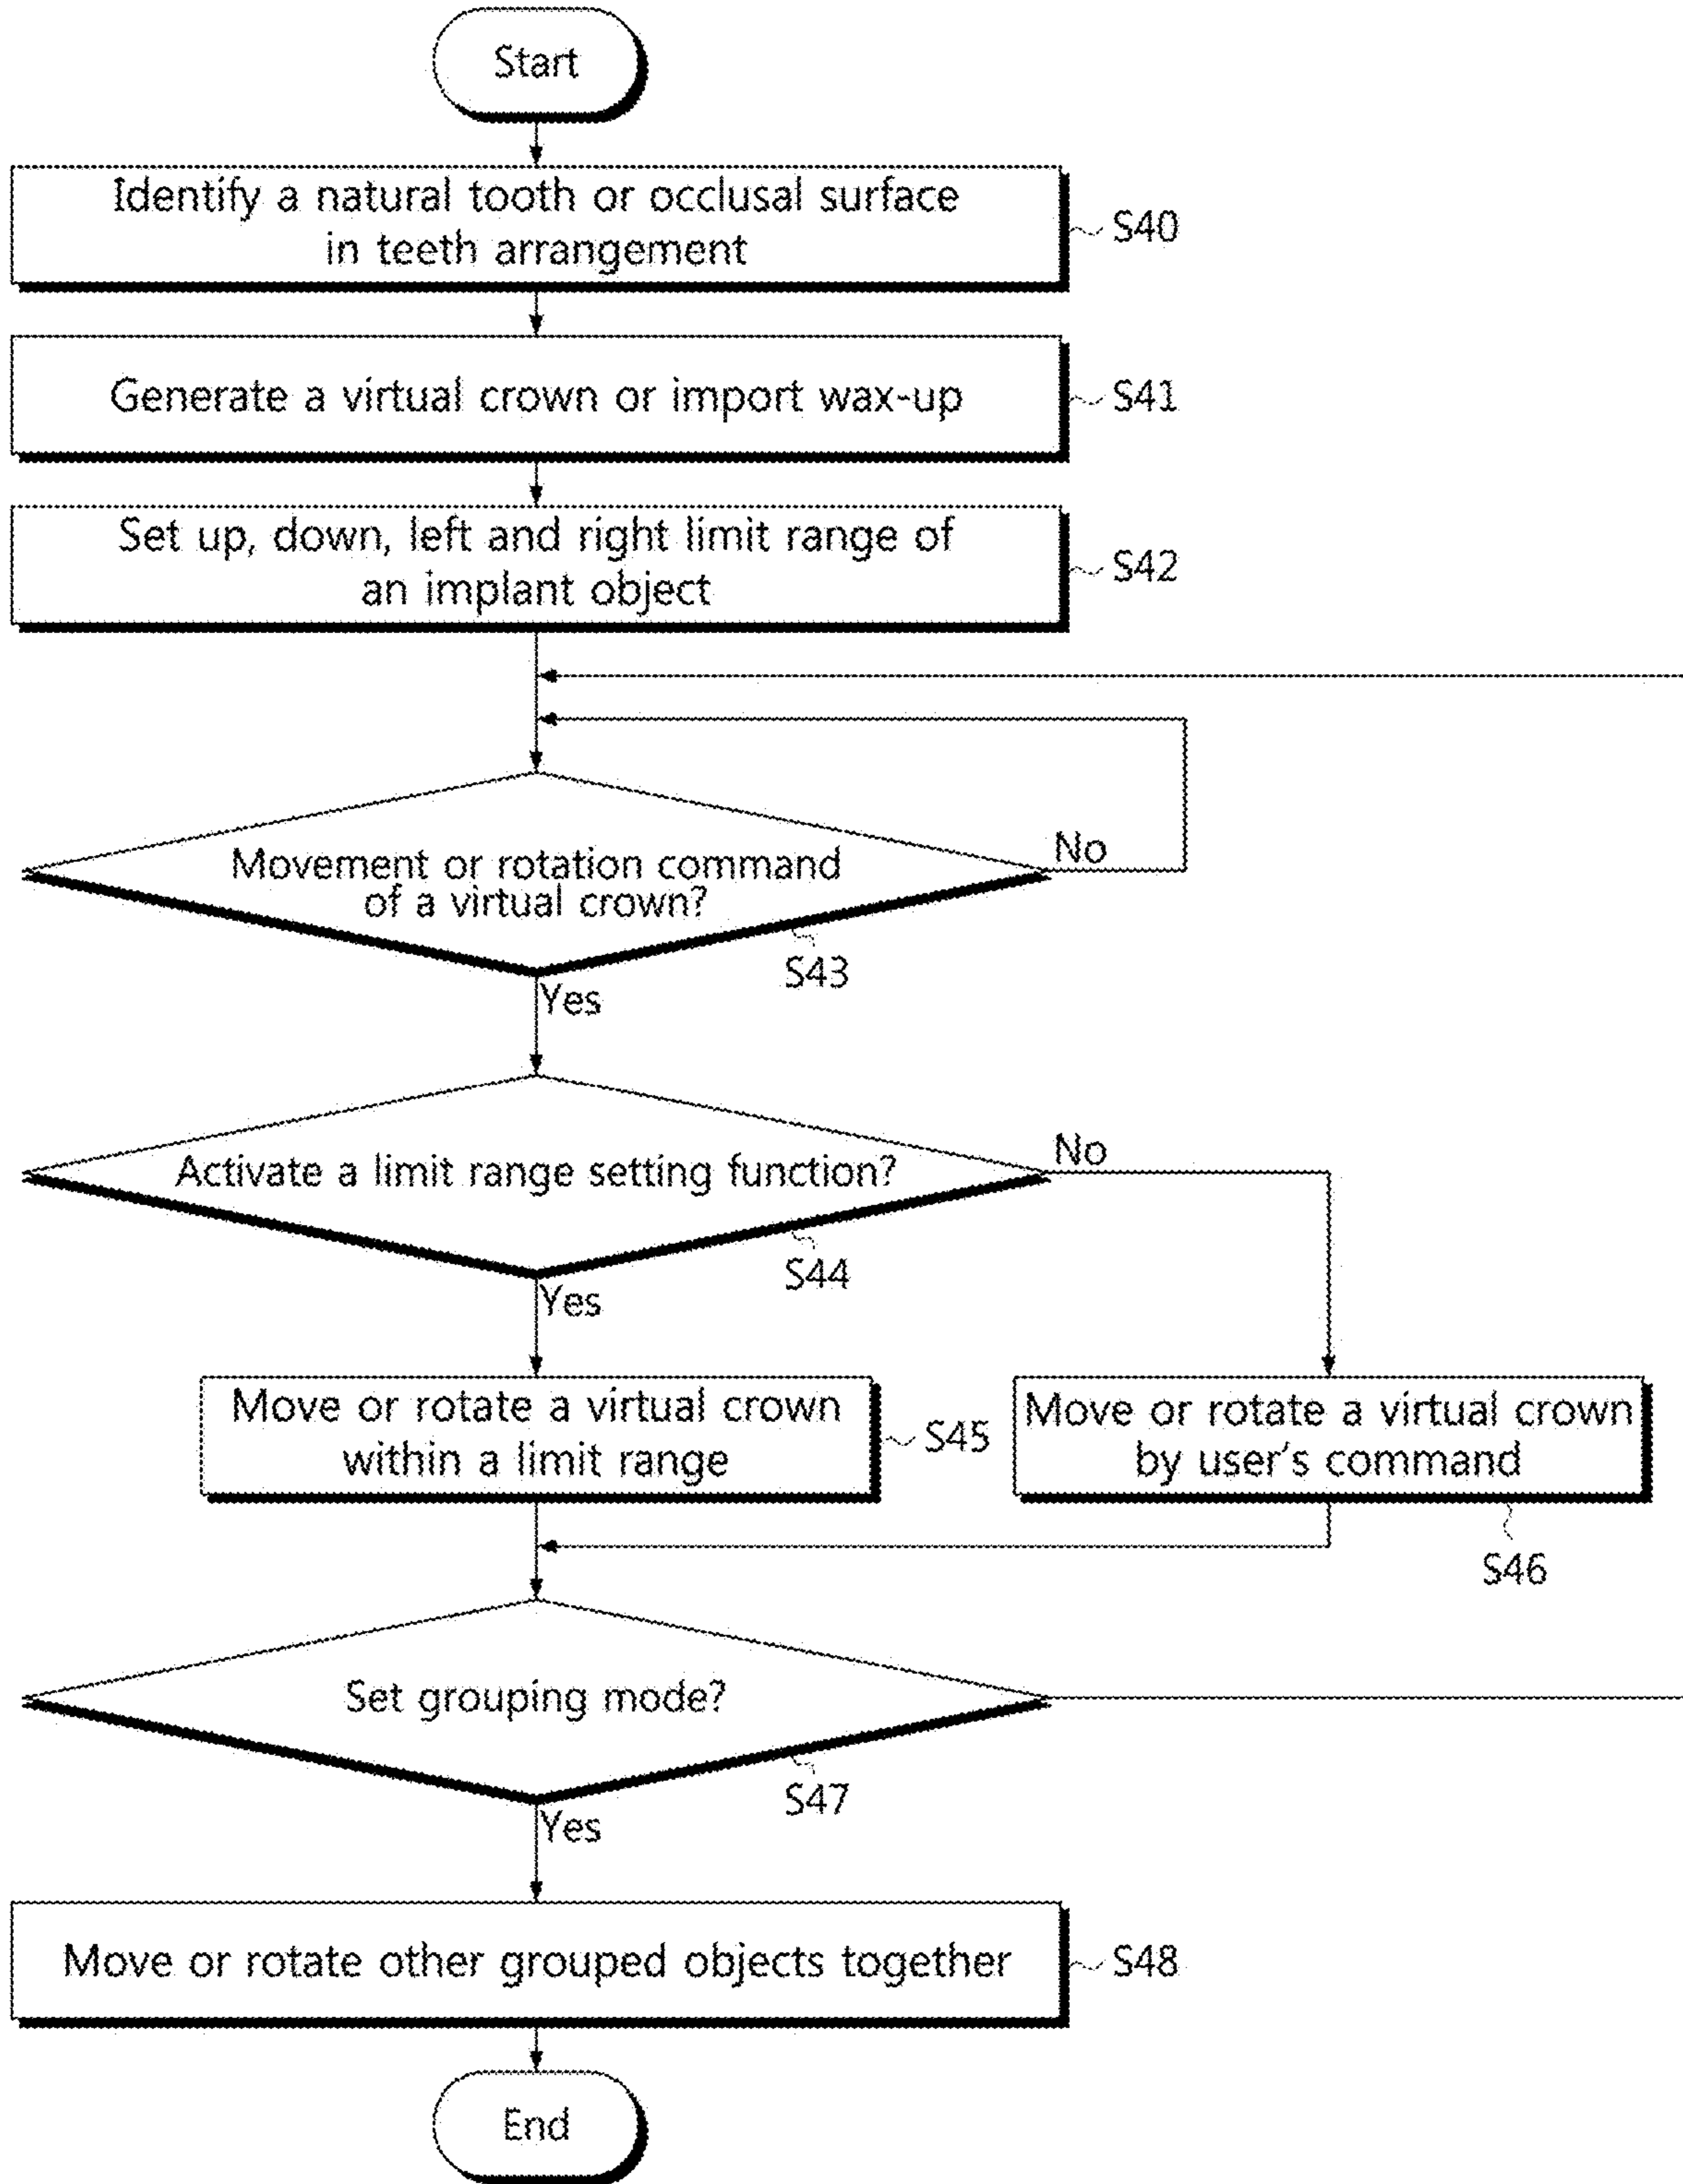 Start
Identify a natural tooth or occlusal surface
in teeth arrangement
S40
Generate a virtual crown or import wax-up
S41
Set up, down, left and right limit range of
an implant object
S42
Movement or rotation command
of a virtual crown?
No
S43
Yes
Activate a limit range setting function?
No
S44
Yes
Move or rotate a virtual crown
within a limit range
S45
Move or rotate a virtual crown
by user's command
S46
Set grouping mode?
S47
Yes
Move or rotate other grouped objects together
S48
End